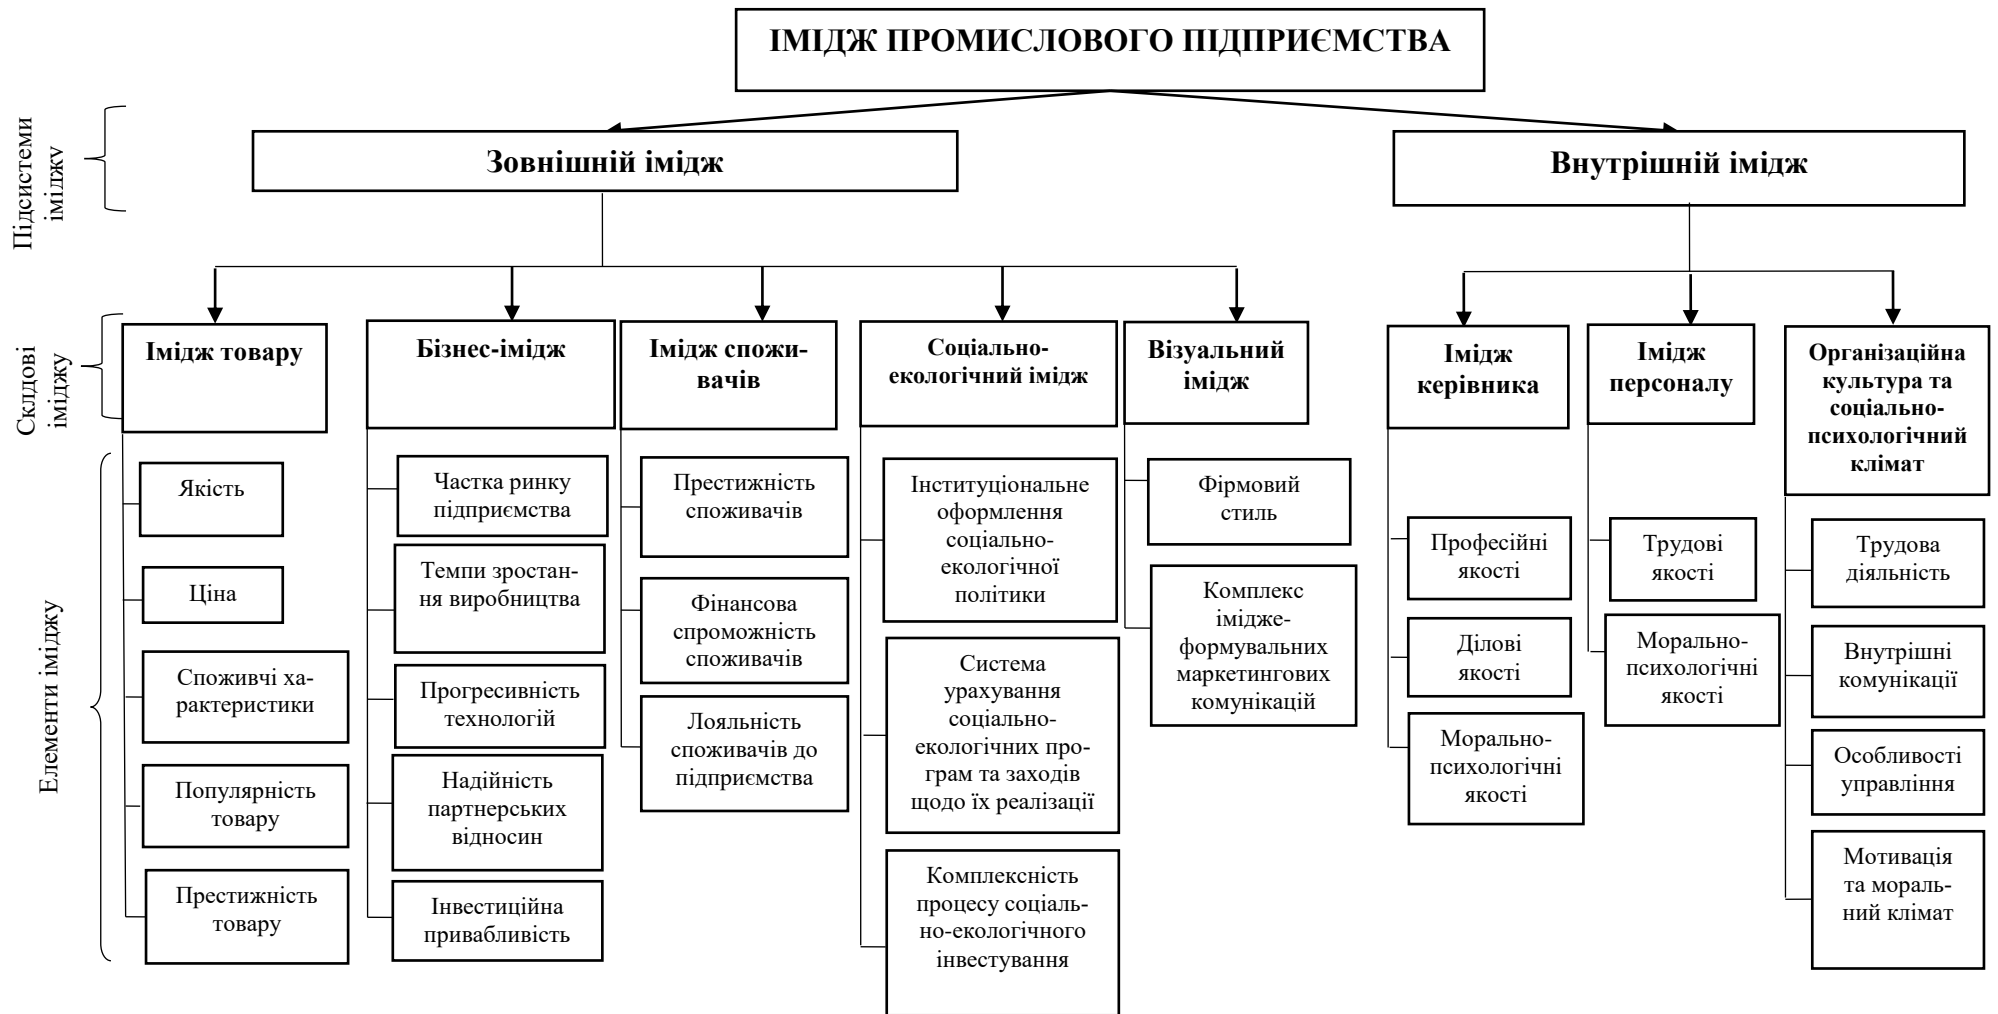 ІМІДЖ ПРОМИСЛОВОГО ПІДПРИЄМСТВА
Підсистеми
іміджу
Зовнішній імідж
Внутрішній імідж
Складові
іміджу
Імідж товару
Бізнес-імідж
Імідж спожи-
вачів
Соціально-
екологічний імідж
Візуальний
імідж
Імідж
керівника
Імідж
персоналу
Організаційна
культура та
соціально-
психологічний
клімат
Елементи іміджу
Якість
Ціна
Споживчі ха-
рактеристики
Популярність
товару
Престижність
товару
Частка ринку
підприємства
Темпи зростан-
ня виробництва
Прогресивність
технологій
Надійність
партнерських
відносин
Інвестиційна
привабливість
Престижність
споживачів
Фінансова
спроможність
споживачів
Лояльність
споживачів до
підприємства
Інституціональне
оформлення
соціально-
екологічної
політики
Система
урахування
соціально-
екологічних про-
грам та заходів
щодо їх реалізації
Комплексність
процесу соціаль-
но-екологічного
інвестування
Фірмовий
стиль
Комплекс
імідже-
формувальних
маркетингових
комунікацій
Професійні
якості
Ділові
якості
Морально-
психологічні
якості
Трудові
якості
Морально-
психологічні
якості
Трудова
діяльність
Внутрішні
комунікації
Особливості
управління
Мотивація
та мораль-
ний клімат